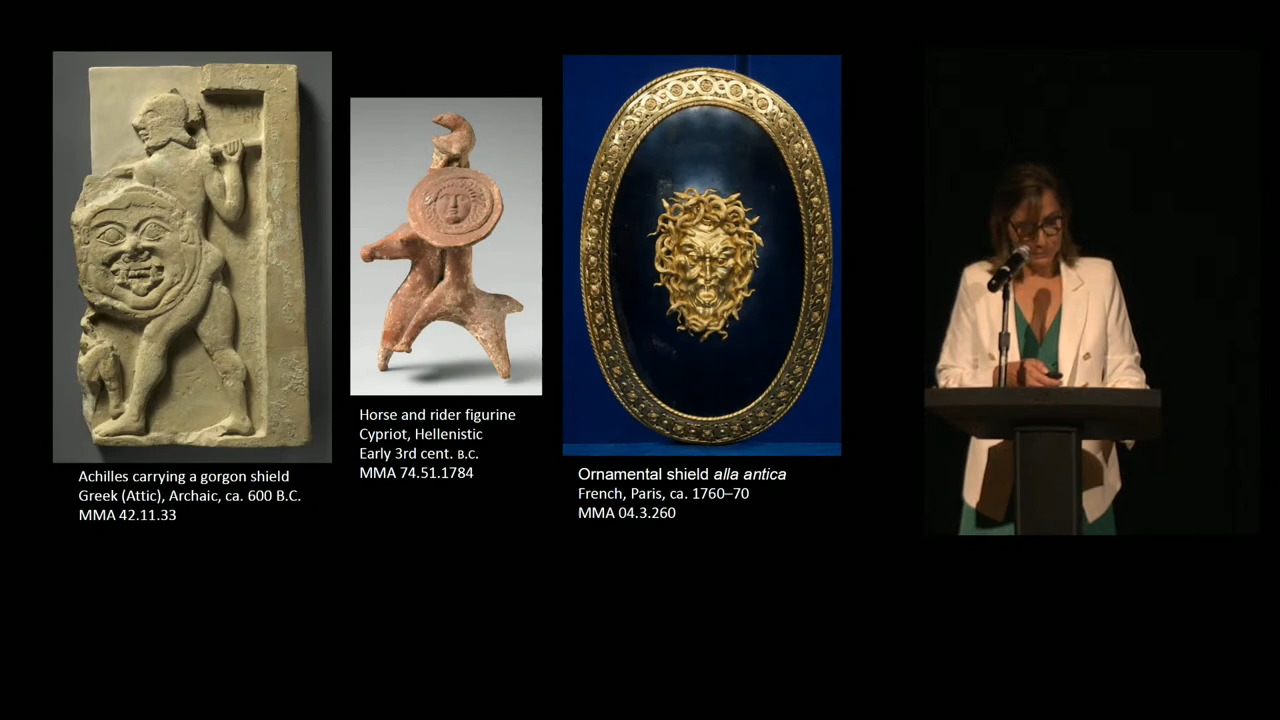 Achilles carrying a gorgon shield
Greek (Attic), Archaic, ca. 600 B.C.
MMA 42.11.33
Horse and rider figurine
Cypriot, Hellenistic
Early 3rd cent. B.C.
MMA 74.51.1784
Ornamental shield alla antica
French, Paris, ca. 1760–70
MMA 04.3.260